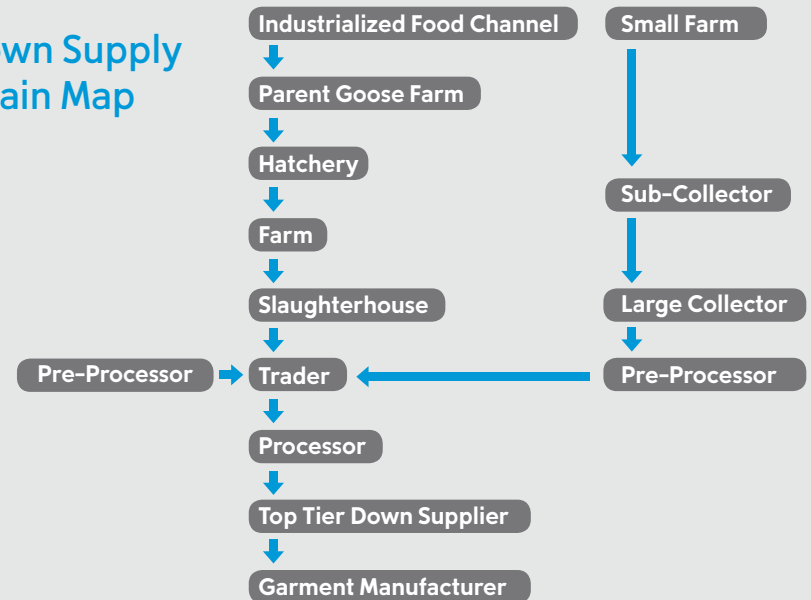 own Supply
ain Map
Industrialized Food Channel
Parent Goose Farm
Hatchery
Farm
Slaughterhouse
Pre-Processor
Trader
Processor
Top Tier Down Supplier
Garment Manufacturer
Small Farm
Sub-Collector
Large Collector
Pre-Processor